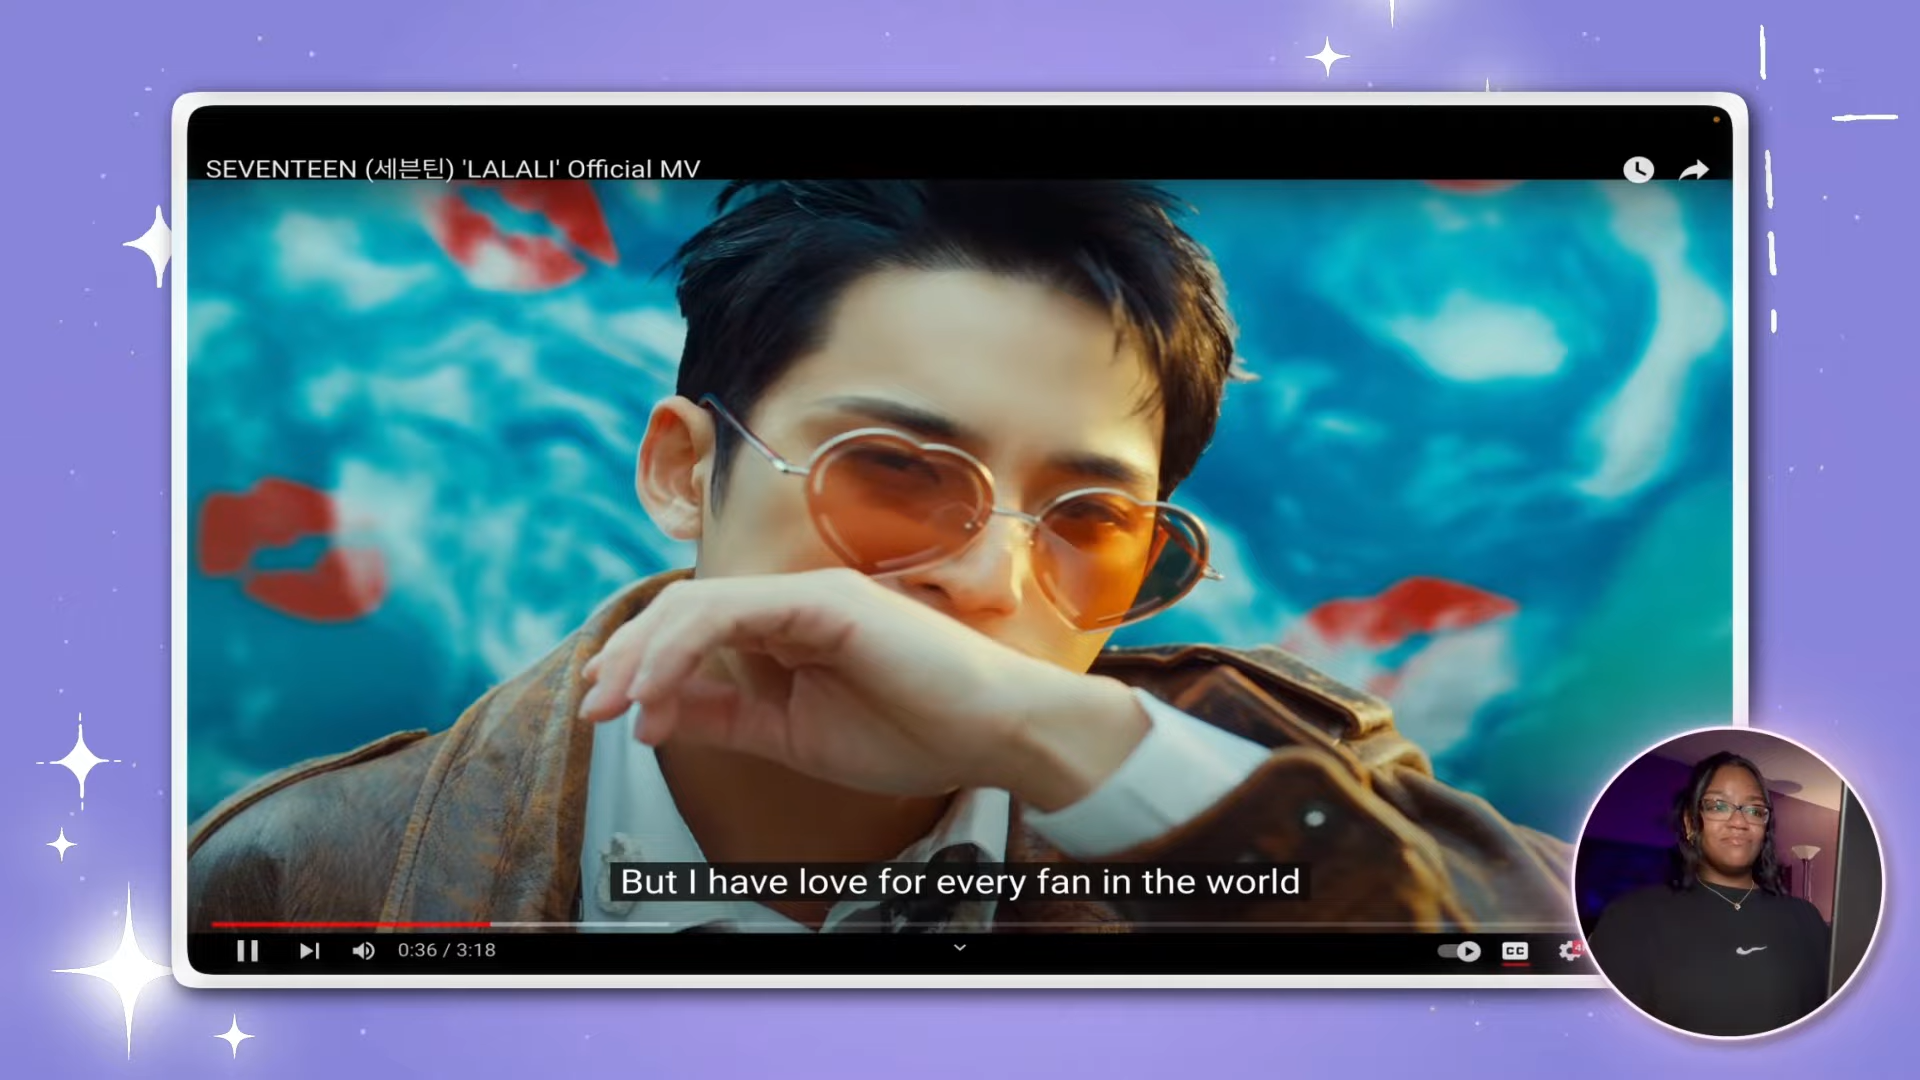 SEVENTEEN (세븐틴) 'LALALI' Official MV
But I have love for every fan in the world
0:36 / 3:18
CC